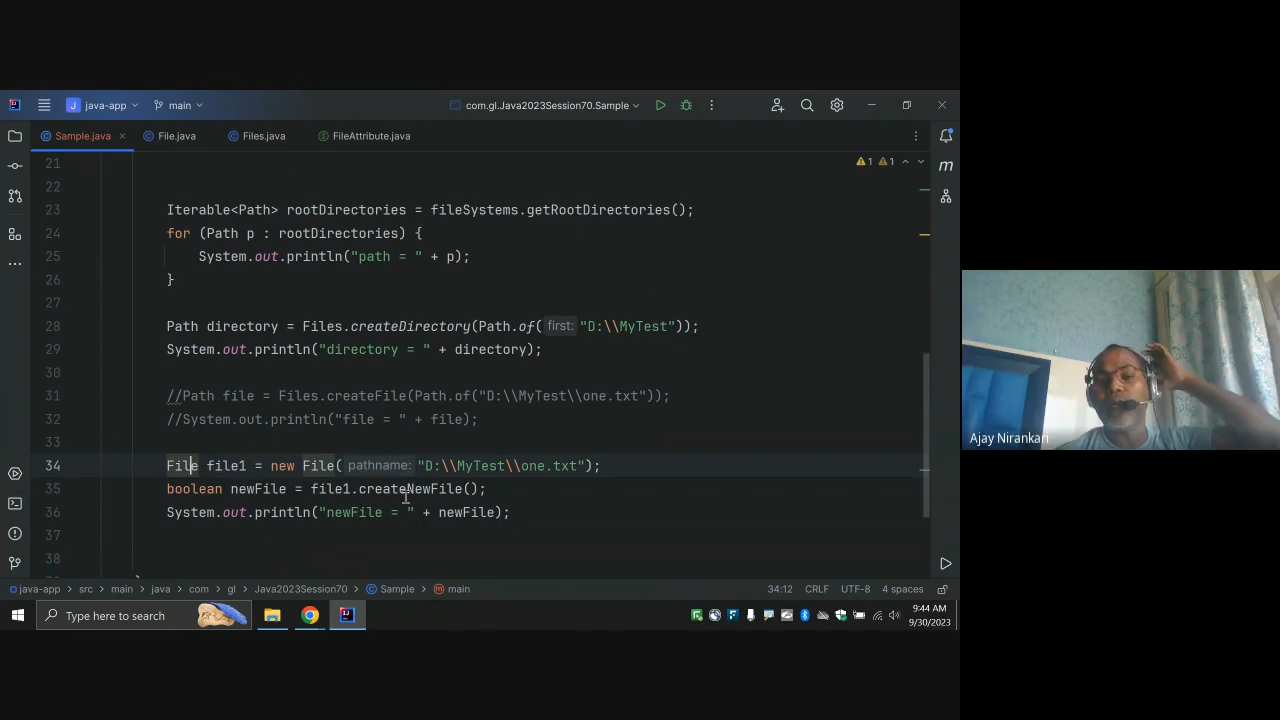 J java-app main com.gl.Java2023Session70.Sample
Sample.java File.java Files.java FileAttribute.java
21 1 1
22
23 Iterable<Path> rootDirectories = fileSystems.getRootDirectories();
24 for (Path p : rootDirectories) {
25 System.out.println("path = " + p);
26 }
27
28 Path directory = Files.createDirectory(Path.of( first: "D:\\MyTest"));
29 System.out.println("directory = " + directory);
30
31 //Path file = Files.createFile(Path.of("D:\\MyTest\\one.txt"));
32 //System.out.println("file = " + file);
33
34 File file1 = new File( pathname: "D:\\MyTest\\one.txt");
35 boolean newFile = file1.createNewFile();
36 System.out.println("newFile = " + newFile);
37
38
java-app > src > main > java > com > gl > Java2023Session70 > Sample > main 34:12 CRLF UTF-8 4 spaces
Type here to search
9:44 AM
9/30/2023
Ajay Nirankari